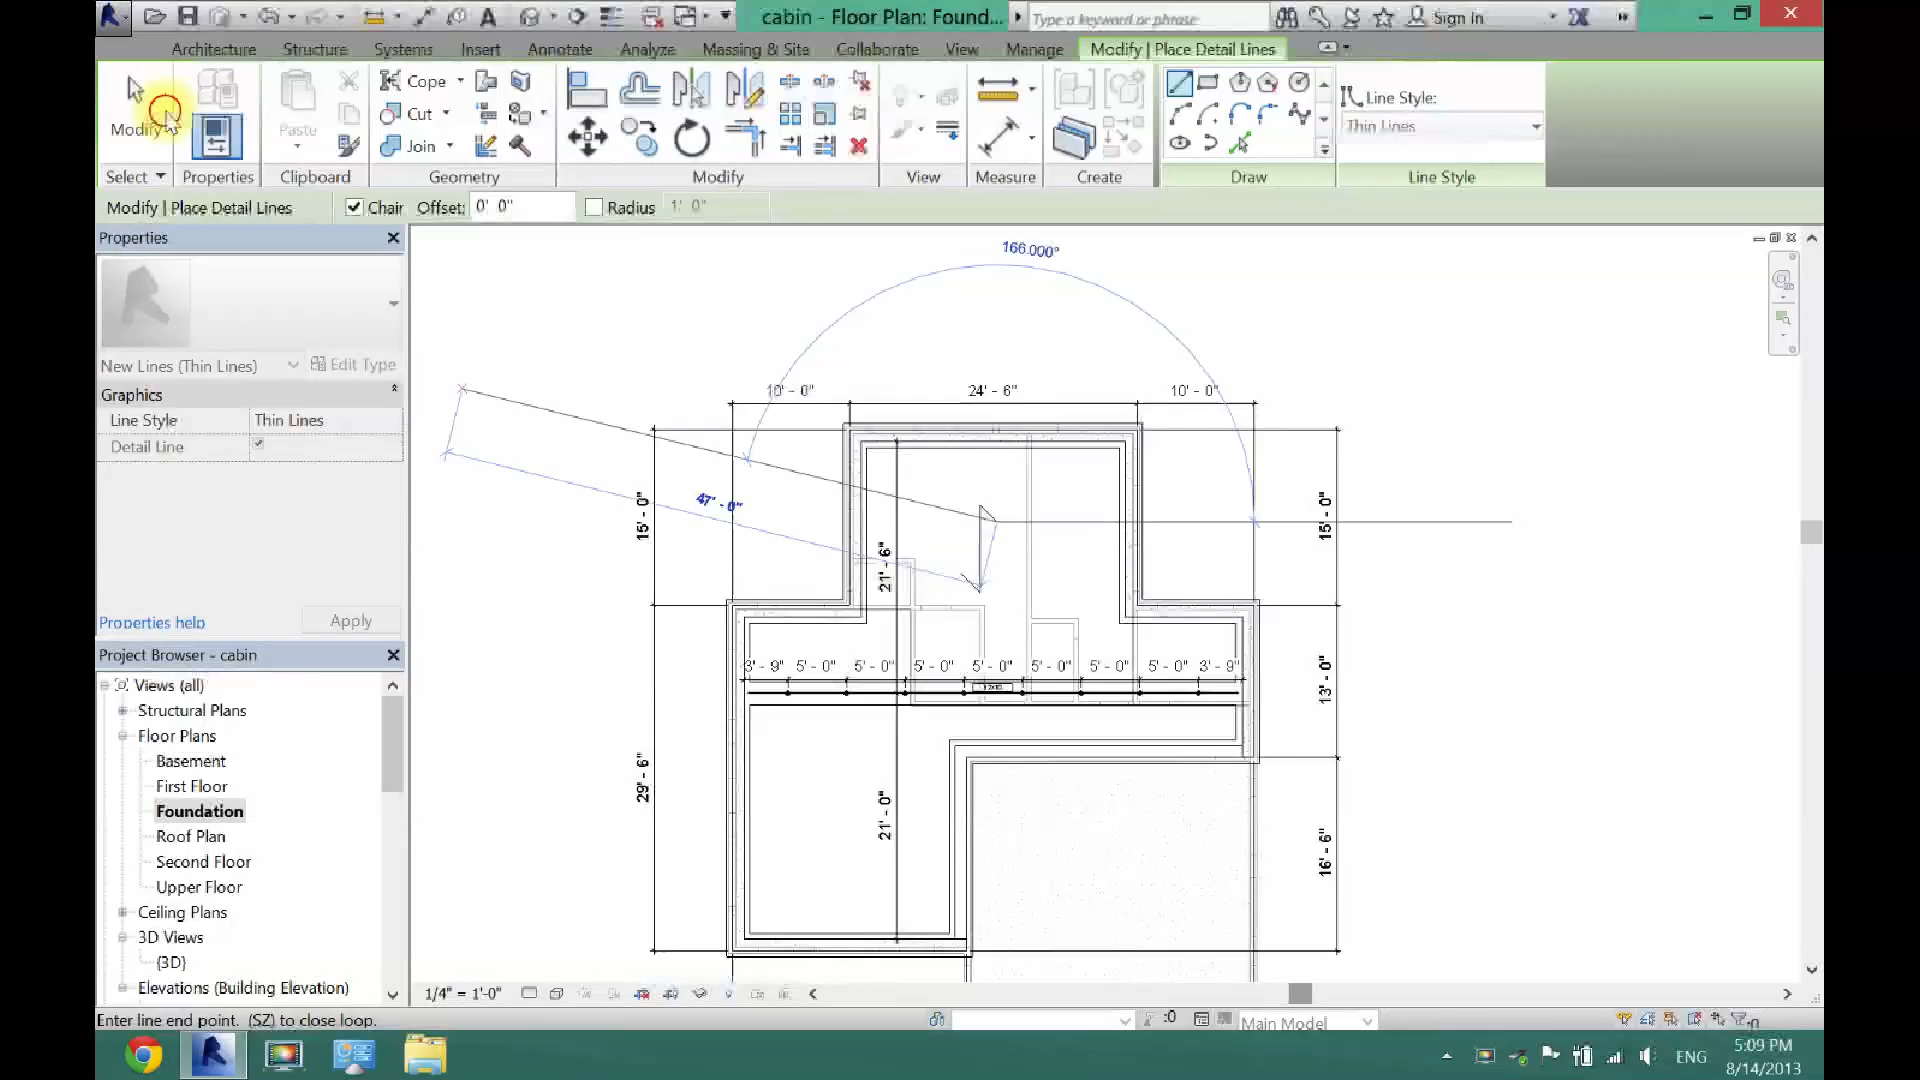 cabin - Floor Plan: Found...
Type a keyword or phrase
Sign In
Architecture
Structure
Systems
Insert
Annotate
Analyze
Massing & Site
Collaborate
View
Manage
Modify | Place Detail Lines
Modify
Paste
Cope
Cut
Join
Line Style:
Thin Lines
Select
Properties
Clipboard
Geometry
Modify
View
Measure
Create
Draw
Line Style
Modify | Place Detail Lines
Chair
Offset:
0' 0"
Radius
1' 0"
Properties
New Lines (Thin Lines)
Edit Type
Graphics
Line Style
Thin Lines
Detail Line
Properties help
Apply
Project Browser - cabin
Views (all)
Structural Plans
Floor Plans
Basement
First Floor
Foundation
Roof Plan
Second Floor
Upper Floor
Ceiling Plans
3D Views
{3D}
Elevations (Building Elevation)
166.000°
10' - 0"
24' - 6"
10' - 0"
47' - 0"
15' - 0"
21' - 6"
15' - 0"
3' - 9"
5' - 0"
5' - 0"
5' - 0"
5' - 0"
5' - 0"
5' - 0"
5' - 0"
3' - 9"
13' - 0"
29' - 6"
21' - 0"
16' - 6"
1/4" = 1'-0"
Enter line end point. (SZ) to close loop.
:0
Main Model
:0
ENG
5:09 PM
8/14/2013